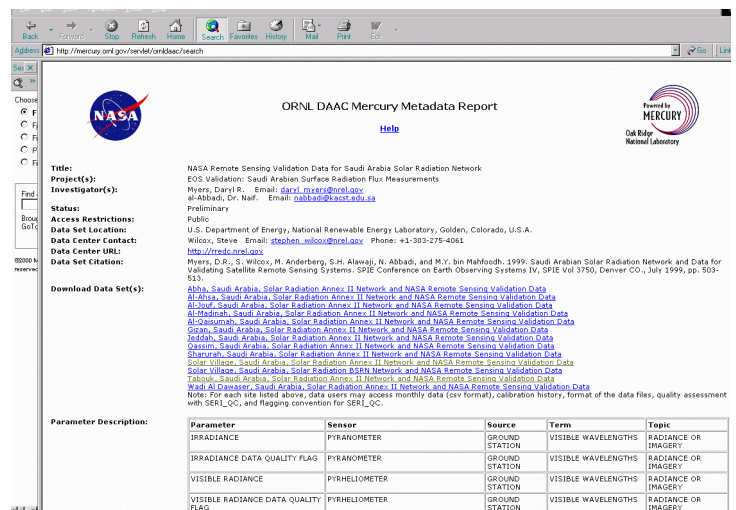 Back Forward Stop Refresh Home Search Favorites History Mail Print Edit
Address http://mercury.ornl.gov/servlet/ornldaac/search Go Link
Choose
NASA
ORNL DAAC Mercury Metadata Report
Help
Powered by
MERCURY
Oak Ridge
National Laboratory
Title: NASA Remote Sensing Validation Data for Saudi Arabia Solar Radiation Network
Project(s): EOS Validation: Saudi Arabian Surface Radiation Flux Measurements
Investigator(s): Myers, Daryl R. Email: daryl_myers@nrel.gov
al-Abbadi, Dr. Naif. Email: nabbadi@kacst.edu.sa
Status: Preliminary
Access Restrictions: Public
Data Set Location: U.S. Department of Energy, National Renewable Energy Laboratory, Golden, Colorado, U.S.A.
Data Center Contact: Wilcox, Steve Email: stephen_wilcox@nrel.gov Phone: +1-303-275-4061
Data Center URL: http://rredc.nrel.gov
Data Set Citation: Myers, D.R., S. Wilcox, M. Anderberg, S.H. Alawaji, N. Abbadi, and M.Y. bin Mahfoodh. 1999. Saudi Arabian Solar Radiation Network and Data for
Validating Satellite Remote Sensing Systems. SPIE Conference on Earth Observing Systems IV, SPIE Vol 3750, Denver CO., July 1999, pp. 503-
513.
Download Data Set(s): Abha, Saudi Arabia, Solar Radiation Annex II Network and NASA Remote Sensing Validation Data
Al-Ahsa, Saudi Arabia, Solar Radiation Annex II Network and NASA Remote Sensing Validation Data
Al-Jouf, Saudi Arabia, Solar Radiation Annex II Network and NASA Remote Sensing Validation Data
Al-Madinah, Saudi Arabia, Solar Radiation Annex II Network and NASA Remote Sensing Validation Data
Al-Qaisumah, Saudi Arabia, Solar Radiation Annex II Network and NASA Remote Sensing Validation Data
Gizan, Saudi Arabia, Solar Radiation Annex II Network and NASA Remote Sensing Validation Data
Jeddah, Saudi Arabia, Solar Radiation Annex II Network and NASA Remote Sensing Validation Data
Qassim, Saudi Arabia, Solar Radiation Annex II Network and NASA Remote Sensing Validation Data
Sharurah, Saudi Arabia, Solar Radiation Annex II Network and NASA Remote Sensing Validation Data
Solar Village, Saudi Arabia, Solar Radiation Annex II Network and NASA Remote Sensing Validation Data
Solar Village, Saudi Arabia, Solar Radiation BSRN Network and NASA Remote Sensing Validation Data
Tabouk, Saudi Arabia, Solar Radiation Annex II Network and NASA Remote Sensing Validation Data
Wadi Al Dawaser, Saudi Arabia, Solar Radiation Annex II Network and NASA Remote Sensing Validation Data
Note: For each site listed above, data users may access monthly data (csv format), calibration history, format of the data files, quality assessment
with SERI_QC, and flagging convention for SERI_QC.
Parameter Description: Parameter Sensor Source Term Topic
IRRADIANCE PYRANOMETER GROUND STATION VISIBLE WAVELENGTHS RADIANCE OR IMAGERY
IRRADIANCE DATA QUALITY FLAG PYRANOMETER GROUND STATION VISIBLE WAVELENGTHS RADIANCE OR IMAGERY
VISIBLE RADIANCE PYRHELIOMETER GROUND STATION VISIBLE WAVELENGTHS RADIANCE OR IMAGERY
VISIBLE RADIANCE DATA QUALITY FLAG PYRHELIOMETER GROUND STATION VISIBLE WAVELENGTHS RADIANCE OR IMAGERY